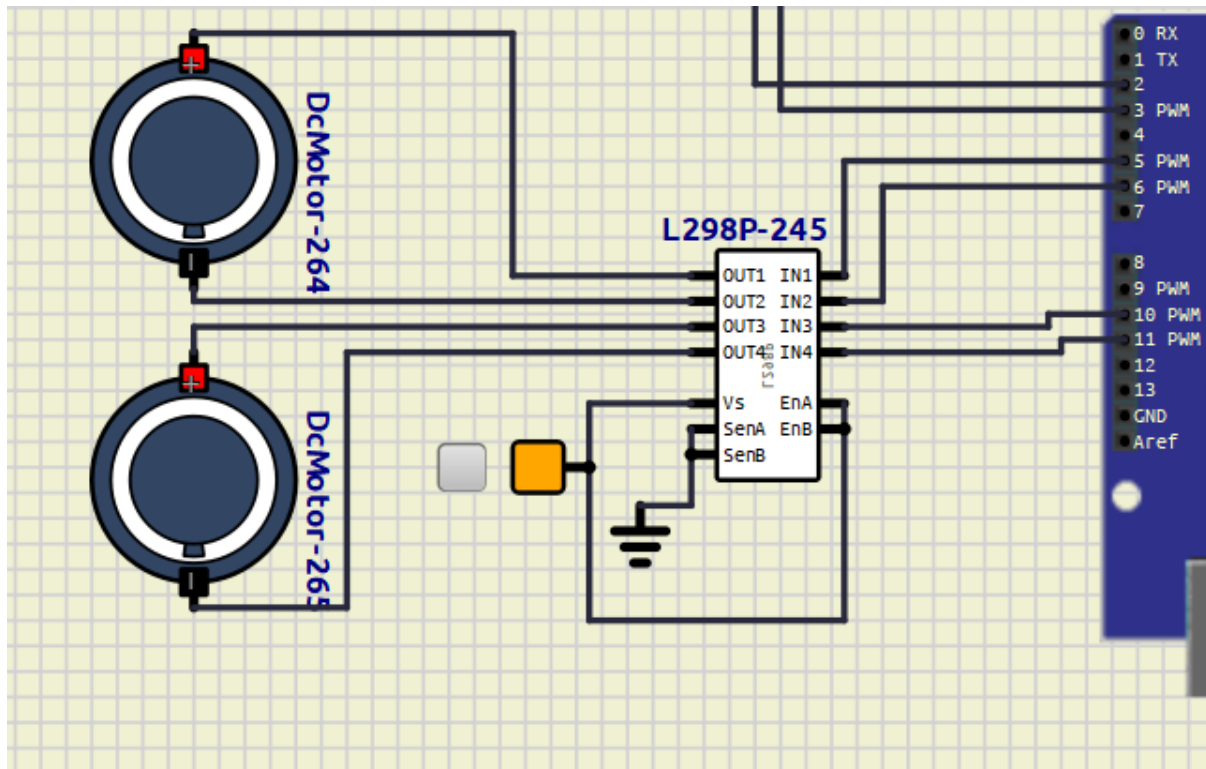 DcMotor-264
DcMotor-265
L298P-245
OUT1 IN1
OUT2 IN2
OUT3 IN3
OUT4 IN4
Vs EnA
SenA EnB
SenB
0 RX
1 TX
2
3 PWM
4
5 PWM
6 PWM
7
8
9 PWM
10 PWM
11 PWM
12
13
GND
Aref